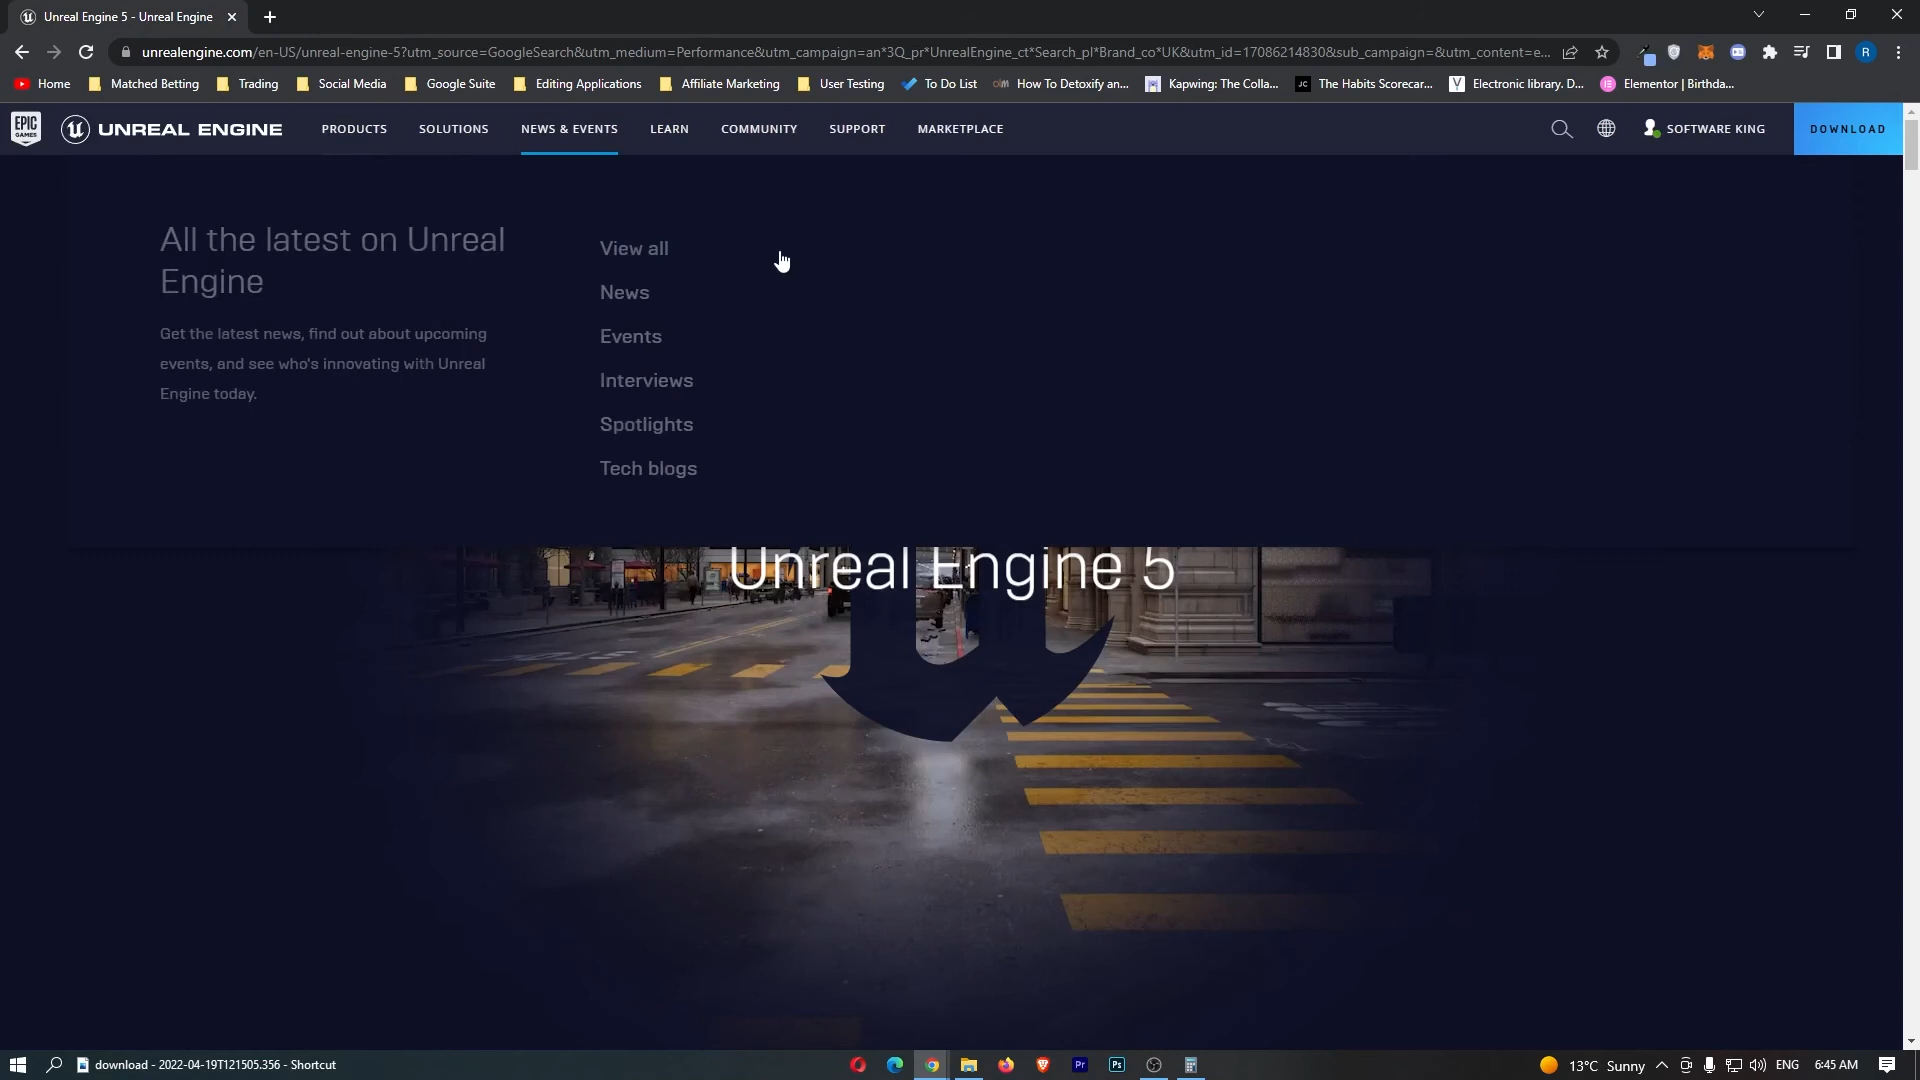 Unreal Engine 5 - Unreal Engine
unrealengine.com/en-US/unreal-engine-5?utm_source=GoogleSearch&utm_medium=Performance&utm_campaign=an*3Q_pr*UnrealEngine_ct*Search_pl*Brand_co*UK&utm_id=17086214830&sub_campaign=&utm_content=e...
R
Home Matched Betting Trading Social Media Google Suite Editing Applications Affiliate Marketing User Testing To Do List How To Detoxify an... Kapwing: The Colla... JC The Habits Scorecar... Electronic library. D... Elementor | Birthda...
EPIC GAMES UNREAL ENGINE PRODUCTS SOLUTIONS NEWS & EVENTS LEARN COMMUNITY SUPPORT MARKETPLACE SOFTWARE KING DOWNLOAD
All the latest on Unreal
Engine
Get the latest news, find out about upcoming
events, and see who's innovating with Unreal
Engine today.
View all
News
Events
Interviews
Spotlights
Tech blogs
Unreal Engine 5
download - 2022-04-19T121505.356 - Shortcut
Pr
Ps
13°C Sunny
ENG
6:45 AM